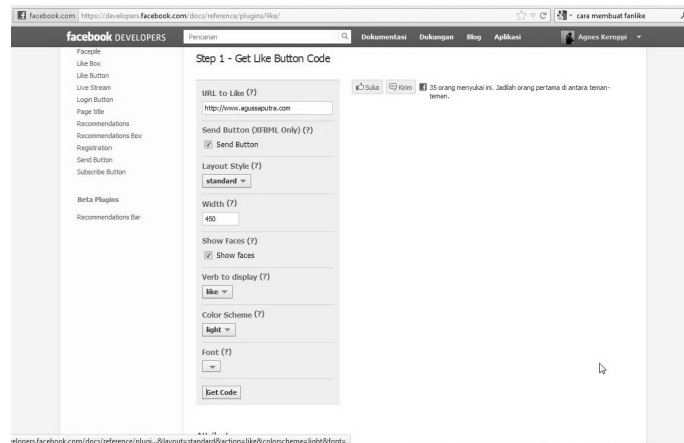 facebook.com https://developers.facebook.com/docs/reference/plugins/like/
cara membuat fanlike
facebook DEVELOPERS
Pencarian
Dokumentasi Dukungan Blog Aplikasi
Agoes Keroppi
Facepile
Like Box
Like Button
Live Stream
Login Button
Page title
Recommendations
Recommendations Box
Registration
Send Button
Subscribe Button
Beta Plugins
Recommendations Bar
Step 1 - Get Like Button Code
URL to Like (?)
http://www.agussaputra.com
Send Button (XFBML Only) (?)
Send Button
Layout Style (?)
standard
Width (?)
450
Show Faces (?)
Show faces
Verb to display (?)
like
Color Scheme (?)
light
Font (?)
Get Code
Suka Kirim 35 orang menyukai ini. Jadilah orang pertama di antara teman-
teman.
velopers.facebook.com/docs/reference/plugi...&layout=standard&action=like&colorscheme=light&font=